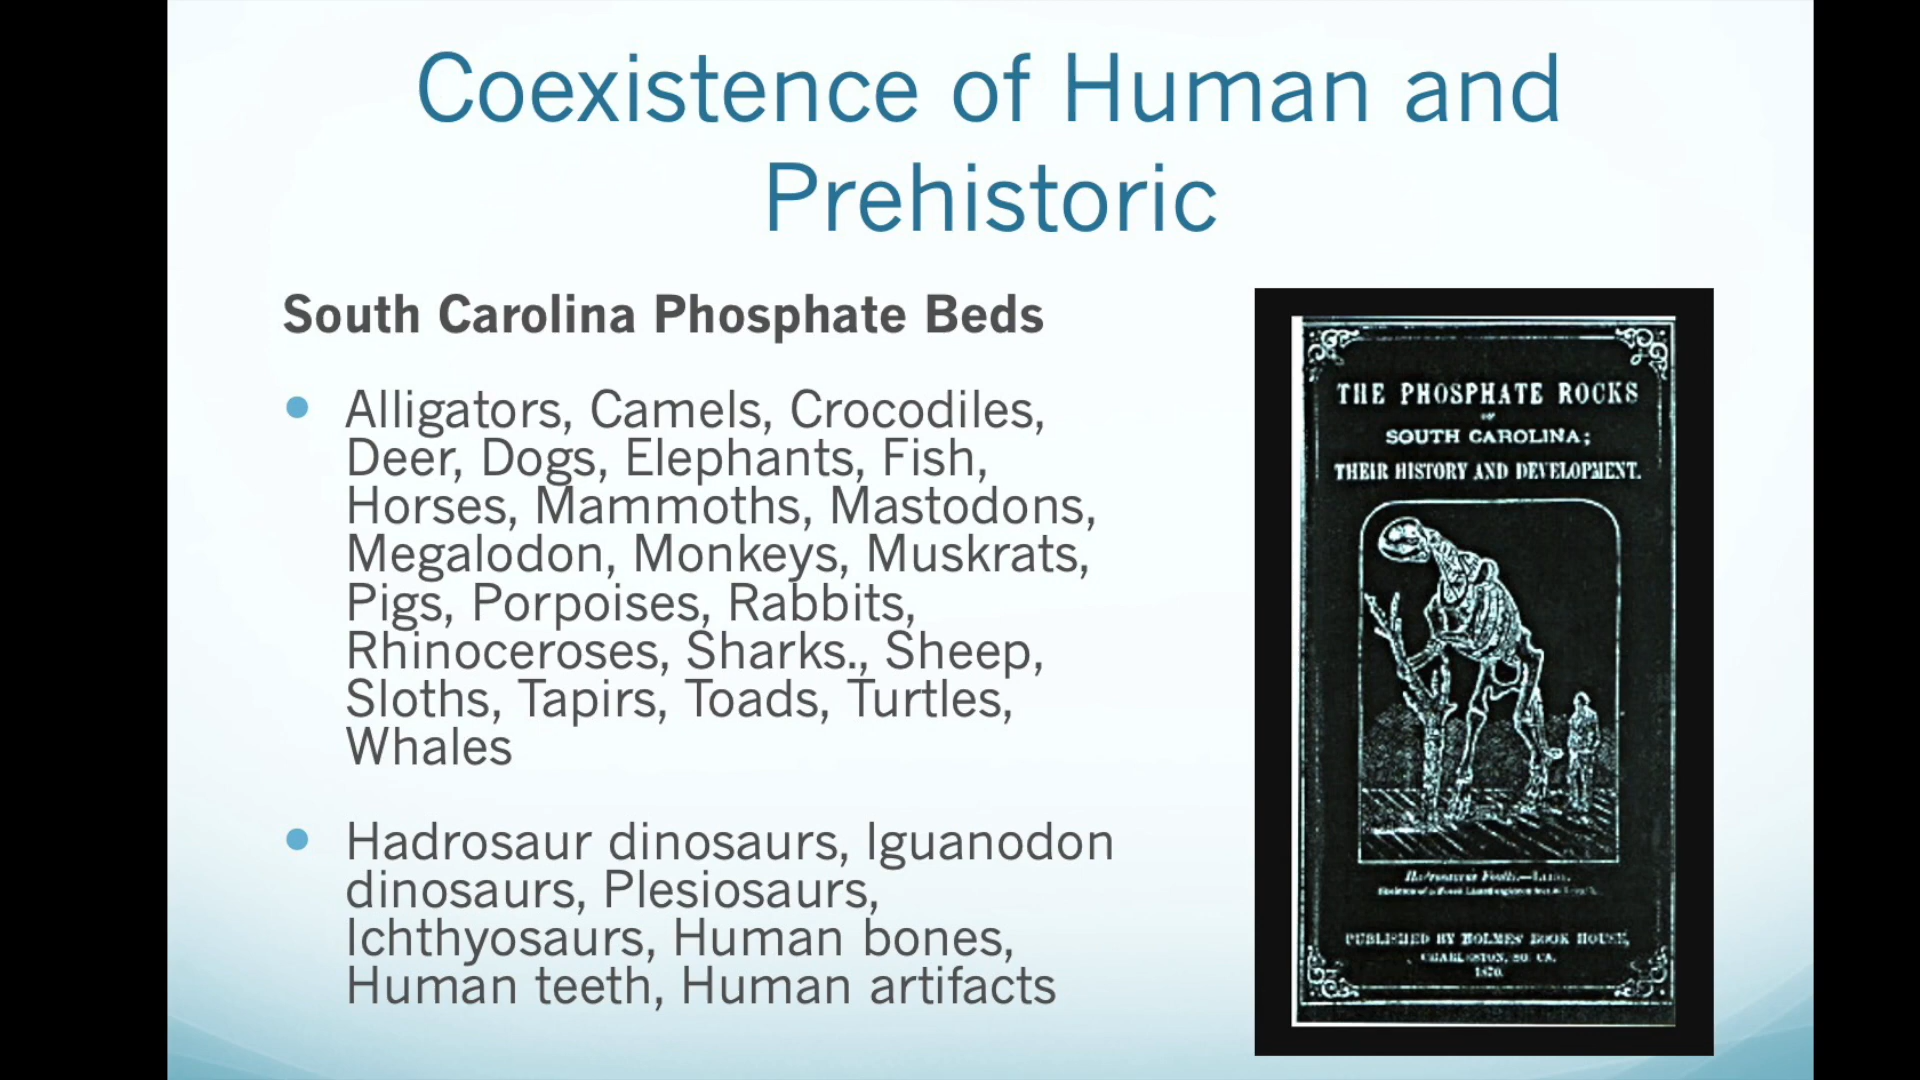 Coexistence of Human and
Prehistoric
South Carolina Phosphate Beds
Alligators, Camels, Crocodiles,
Deer, Dogs, Elephants, Fish,
Horses, Mammoths, Mastodons,
Megalodon, Monkeys, Muskrats,
Pigs, Porpoises, Rabbits,
Rhinoceroses, Sharks., Sheep,
Sloths, Tapirs, Toads, Turtles,
Whales
Hadrosaur dinosaurs, Iguanodon
dinosaurs, Plesiosaurs,
Ichthyosaurs, Human bones,
Human teeth, Human artifacts
THE PHOSPHATE ROCKS
OF
SOUTH CAROLINA;
THEIR HISTORY AND DEVELOPMENT.
PUBLISHED BY HOLMES' BOOK HOUSE,
CHARLESTON, SO. CA.
1870.